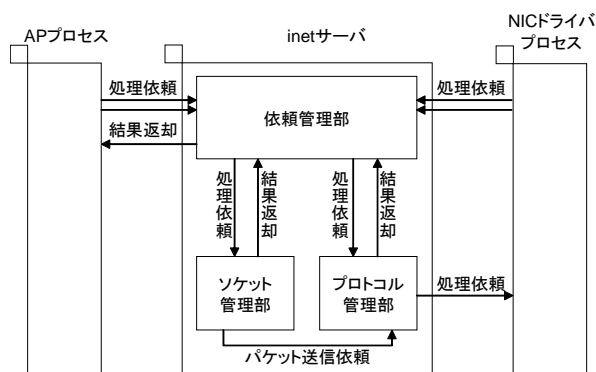 APプロセス
inetサーバ
NICドライバ
プロセス
処理依頼
処理依頼
依頼管理部
結果返却
処理依頼
結果返却
処理依頼
結果返却
ソケット
管理部
プロトコル
管理部
処理依頼
パケット送信依頼